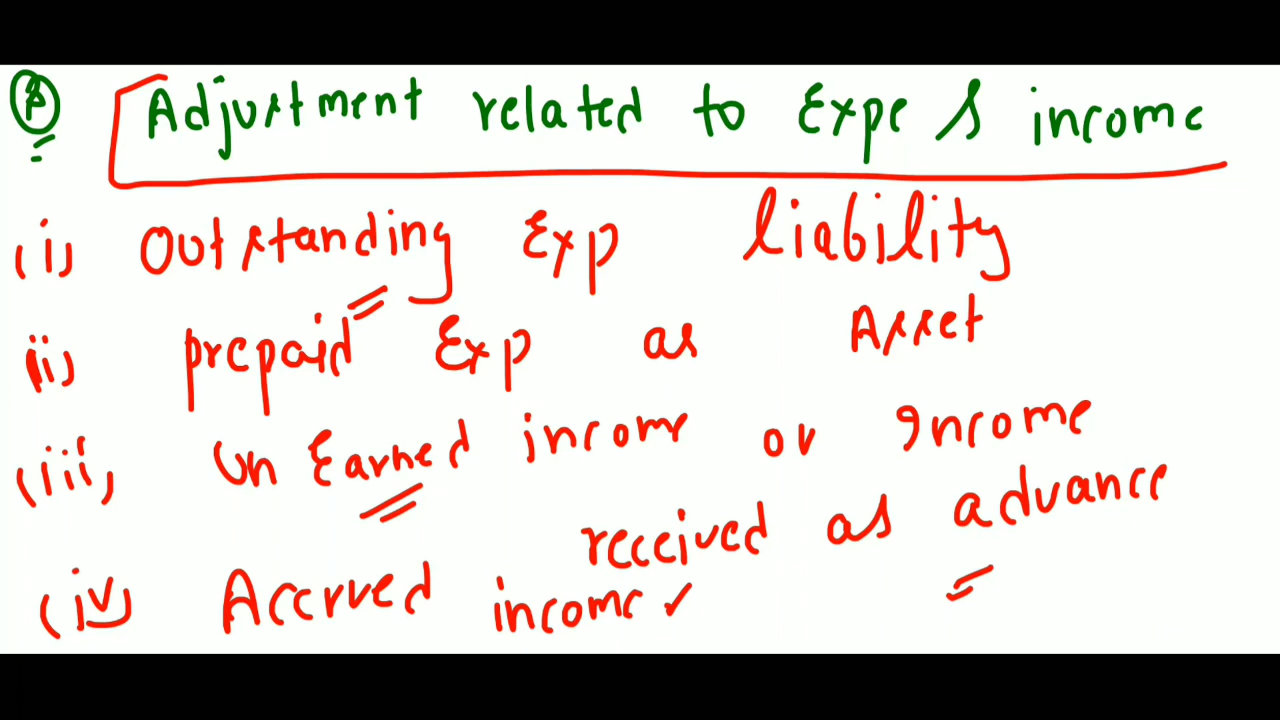 A Adjustment related to Expe & income
(i) Outstanding Exp liability
ii) prepaid Exp as Asset
(iii) un Earned income or Income
received as advance
(iv) Accrued income ✓